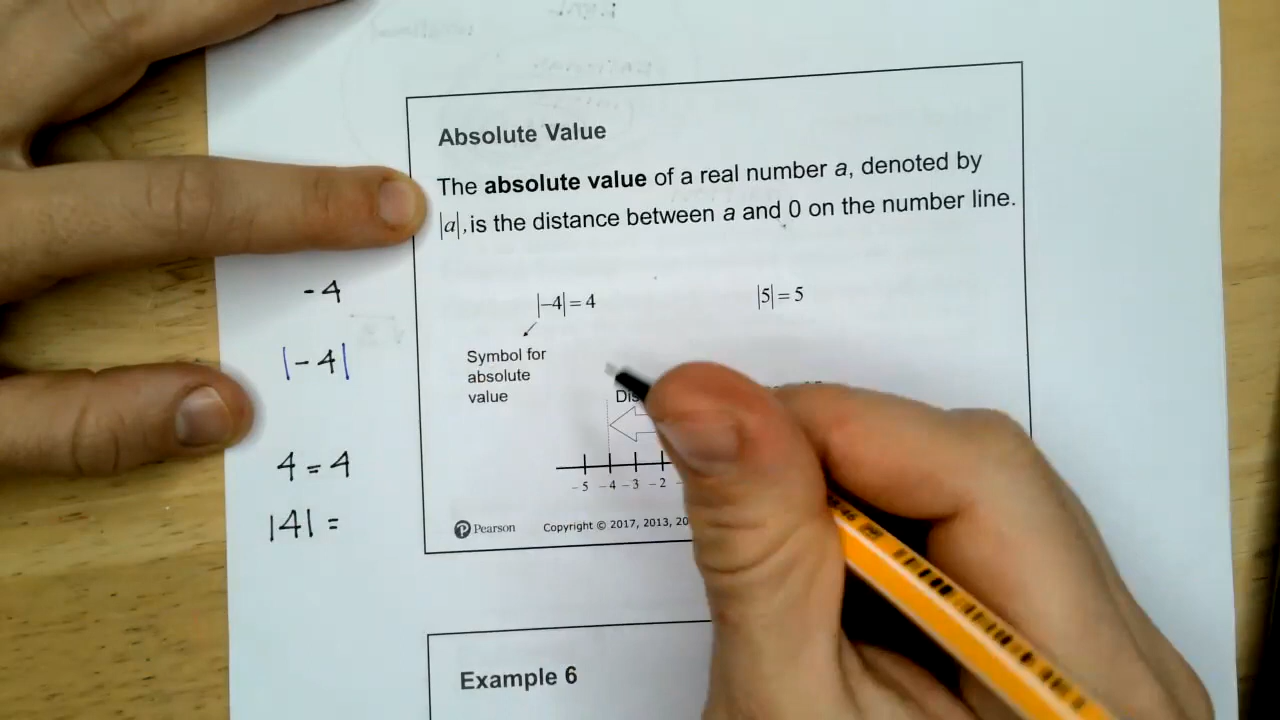 Absolute Value
The absolute value of a real number a, denoted by
|a|, is the distance between a and 0 on the number line.
-4
|-4| = 4
|5| = 5
|-4|
Symbol for
absolute
value
4 = 4
-5 -4 -3 -2
|4| =
Pearson
Copyright © 2017, 2013, 20
Example 6